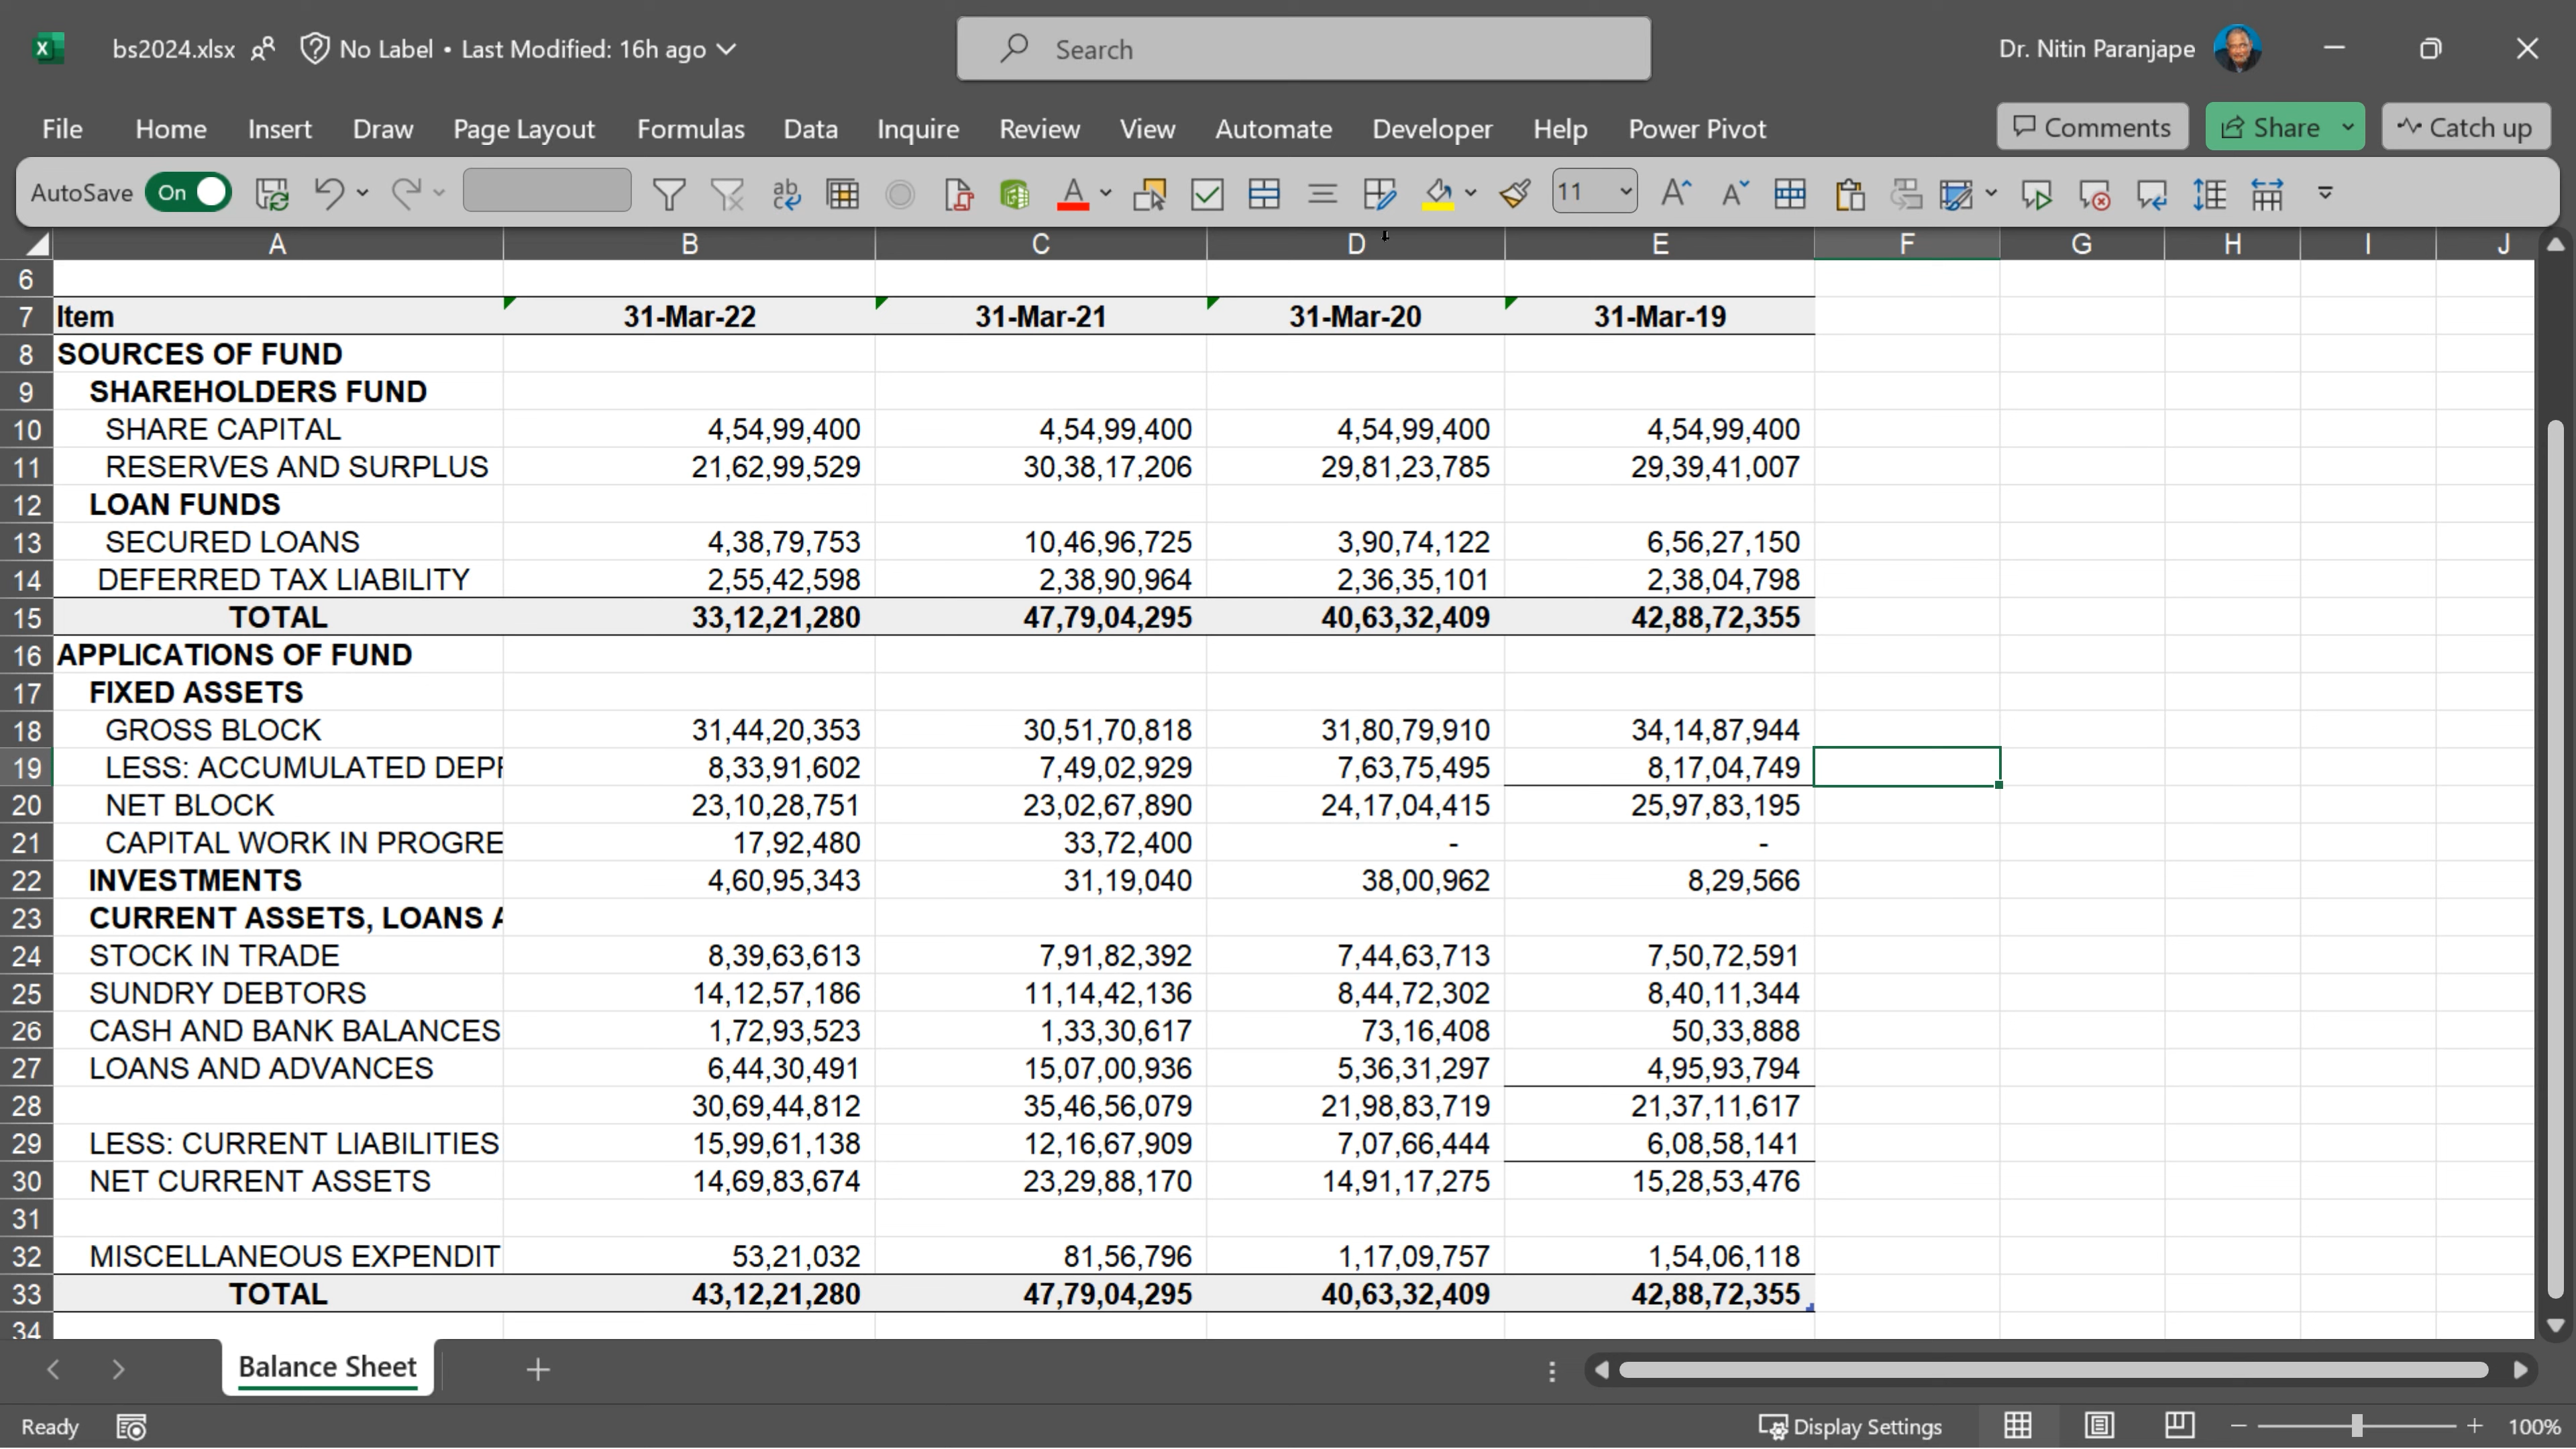 bs2024.xlsx No Label • Last Modified: 16h ago Search Dr. Nitin Paranjape
File Home Insert Draw Page Layout Formulas Data Inquire Review View Automate Developer Help Power Pivot Comments Share Catch up
AutoSave On 11
A B C D E F G H I J
6
7 Item 31-Mar-22 31-Mar-21 31-Mar-20 31-Mar-19
8 SOURCES OF FUND
9 SHAREHOLDERS FUND
10 SHARE CAPITAL 4,54,99,400 4,54,99,400 4,54,99,400 4,54,99,400
11 RESERVES AND SURPLUS 21,62,99,529 30,38,17,206 29,81,23,785 29,39,41,007
12 LOAN FUNDS
13 SECURED LOANS 4,38,79,753 10,46,96,725 3,90,74,122 6,56,27,150
14 DEFERRED TAX LIABILITY 2,55,42,598 2,38,90,964 2,36,35,101 2,38,04,798
15 TOTAL 33,12,21,280 47,79,04,295 40,63,32,409 42,88,72,355
16 APPLICATIONS OF FUND
17 FIXED ASSETS
18 GROSS BLOCK 31,44,20,353 30,51,70,818 31,80,79,910 34,14,87,944
19 LESS: ACCUMULATED DEPR 8,33,91,602 7,49,02,929 7,63,75,495 8,17,04,749
20 NET BLOCK 23,10,28,751 23,02,67,890 24,17,04,415 25,97,83,195
21 CAPITAL WORK IN PROGRE 17,92,480 33,72,400 - -
22 INVESTMENTS 4,60,95,343 31,19,040 38,00,962 8,29,566
23 CURRENT ASSETS, LOANS A
24 STOCK IN TRADE 8,39,63,613 7,91,82,392 7,44,63,713 7,50,72,591
25 SUNDRY DEBTORS 14,12,57,186 11,14,42,136 8,44,72,302 8,40,11,344
26 CASH AND BANK BALANCES 1,72,93,523 1,33,30,617 73,16,408 50,33,888
27 LOANS AND ADVANCES 6,44,30,491 15,07,00,936 5,36,31,297 4,95,93,794
28 30,69,44,812 35,46,56,079 21,98,83,719 21,37,11,617
29 LESS: CURRENT LIABILITIES 15,99,61,138 12,16,67,909 7,07,66,444 6,08,58,141
30 NET CURRENT ASSETS 14,69,83,674 23,29,88,170 14,91,17,275 15,28,53,476
31
32 MISCELLANEOUS EXPENDIT 53,21,032 81,56,796 1,17,09,757 1,54,06,118
33 TOTAL 43,12,21,280 47,79,04,295 40,63,32,409 42,88,72,355
34
Balance Sheet
Ready Display Settings 100%